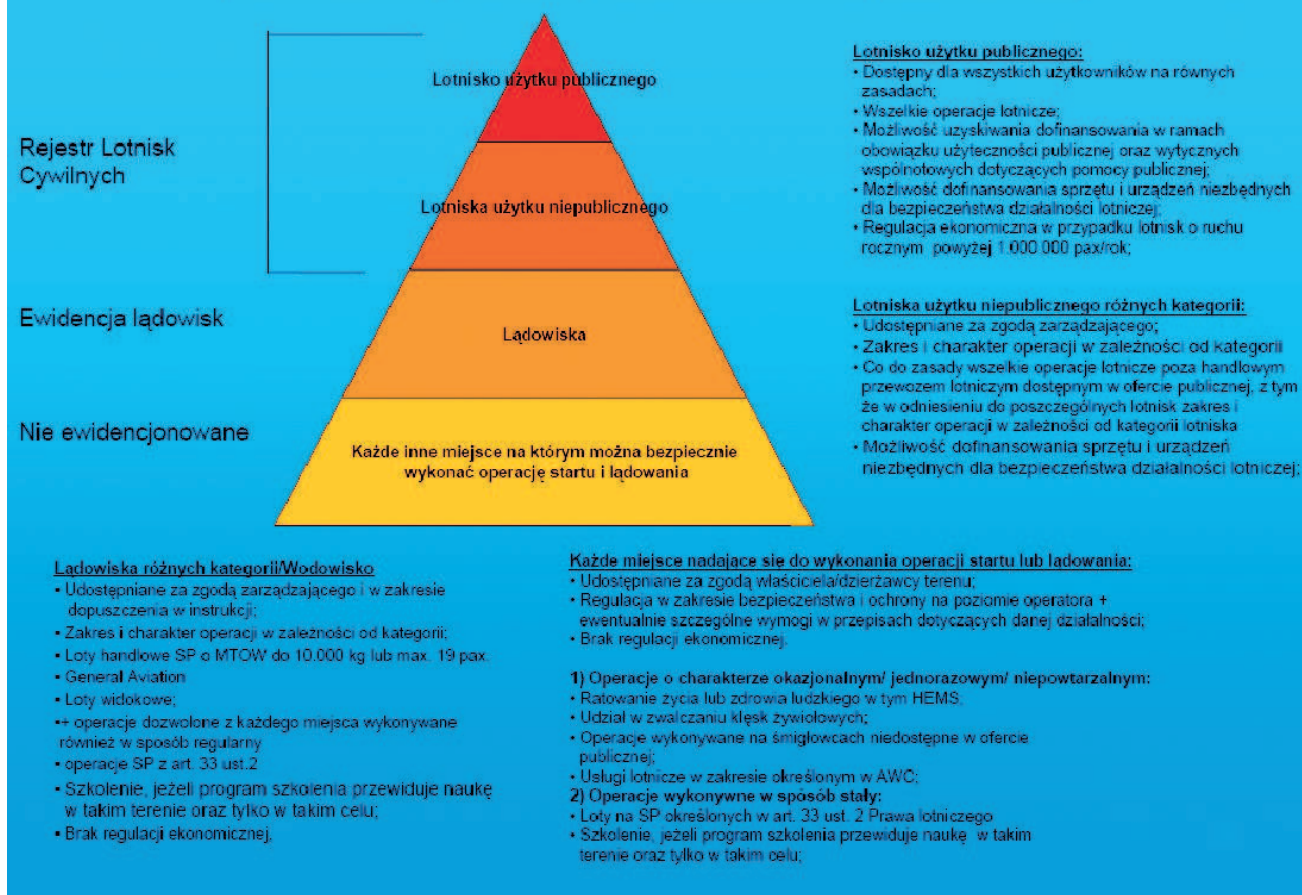 Lotnisko użytku publicznego
Rejestr Lotnisk
Cywilnych
Lotniska użytku niepublicznego
Ewidencja lądowisk
Lądowiska
Nie ewidencjonowane
Każde inne miejsce na którym można bezpiecznie
wykonać operację startu i lądowania
Lotnisko użytku publicznego:
• Dostępny dla wszystkich użytkowników na równych
zasadach;
• Wszelkie operacje lotnicze;
• Możliwość uzyskiwania dofinansowania w ramach
obowiązku użyteczności publicznej oraz wytycznych
wspólnotowych dotyczących pomocy publicznej;
• Możliwość dofinansowania sprzętu i urządzeń niezbędnych
dla bezpieczeństwa działalności lotniczej;
• Regulacja ekonomiczna w przypadku lotnisk o ruchu
rocznym powyżej 1.000.000 pax/rok;
Lotniska użytku niepublicznego różnych kategorii:
• Udostępniane za zgodą zarządzającego;
• Zakres i charakter operacji w zależności od kategorii
• Co do zasady wszelkie operacje lotnicze poza handlowym
przewozem lotniczym dostępnym w ofercie publicznej, z tym
że w odniesieniu do poszczególnych lotnisk zakres i
charakter operacji w zależności od kategorii lotniska
• Możliwość dofinansowania sprzętu i urządzeń
niezbędnych dla bezpieczeństwa działalności lotniczej;
Lądowiska różnych kategorii/Wodowisko
▪ Udostępniane za zgodą zarządzającego i w zakresie
dopuszczenia w instrukcji;
▪ Zakres i charakter operacji w zależności od kategorii;
▪ Loty handlowe SP o MTOW do 10.000 kg lub max. 19 pax.
▪ General Aviation
▪ Loty widokowe;
▪+ operacje dozwolone z każdego miejsca wykonywane
również w sposób regularny
▪ operacje SP z art. 33 ust.2
▪ Szkolenie, jeżeli program szkolenia przewiduje naukę
w takim terenie oraz tylko w takim celu;
▪ Brak regulacji ekonomicznej,
Każde miejsce nadające się do wykonania operacji startu lub lądowania:
• Udostępniane za zgodą właściciela/dzierżawcy terenu;
• Regulacja w zakresie bezpieczeństwa i ochrony na poziomie operatora +
ewentualnie szczególne wymogi w przepisach dotyczących danej działalności;
• Brak regulacji ekonomicznej.
1) Operacje o charakterze okazjonalnym/ jednorazowym/ niepowtarzalnym:
• Ratowanie życia lub zdrowia ludzkiego w tym HEMS;
• Udział w zwalczaniu klęsk żywiołowych;
• Operacje wykonywane na śmigłowcach niedostępne w ofercie
publicznej;
• Usługi lotnicze w zakresie określonym w AWC;
2) Operacje wykonywne w sposób stały:
• Loty na SP określonych w art. 33 ust. 2 Prawa lotniczego
• Szkolenie, jeżeli program szkolenia przewiduje naukę w takim
terenie oraz tylko w takim celu;